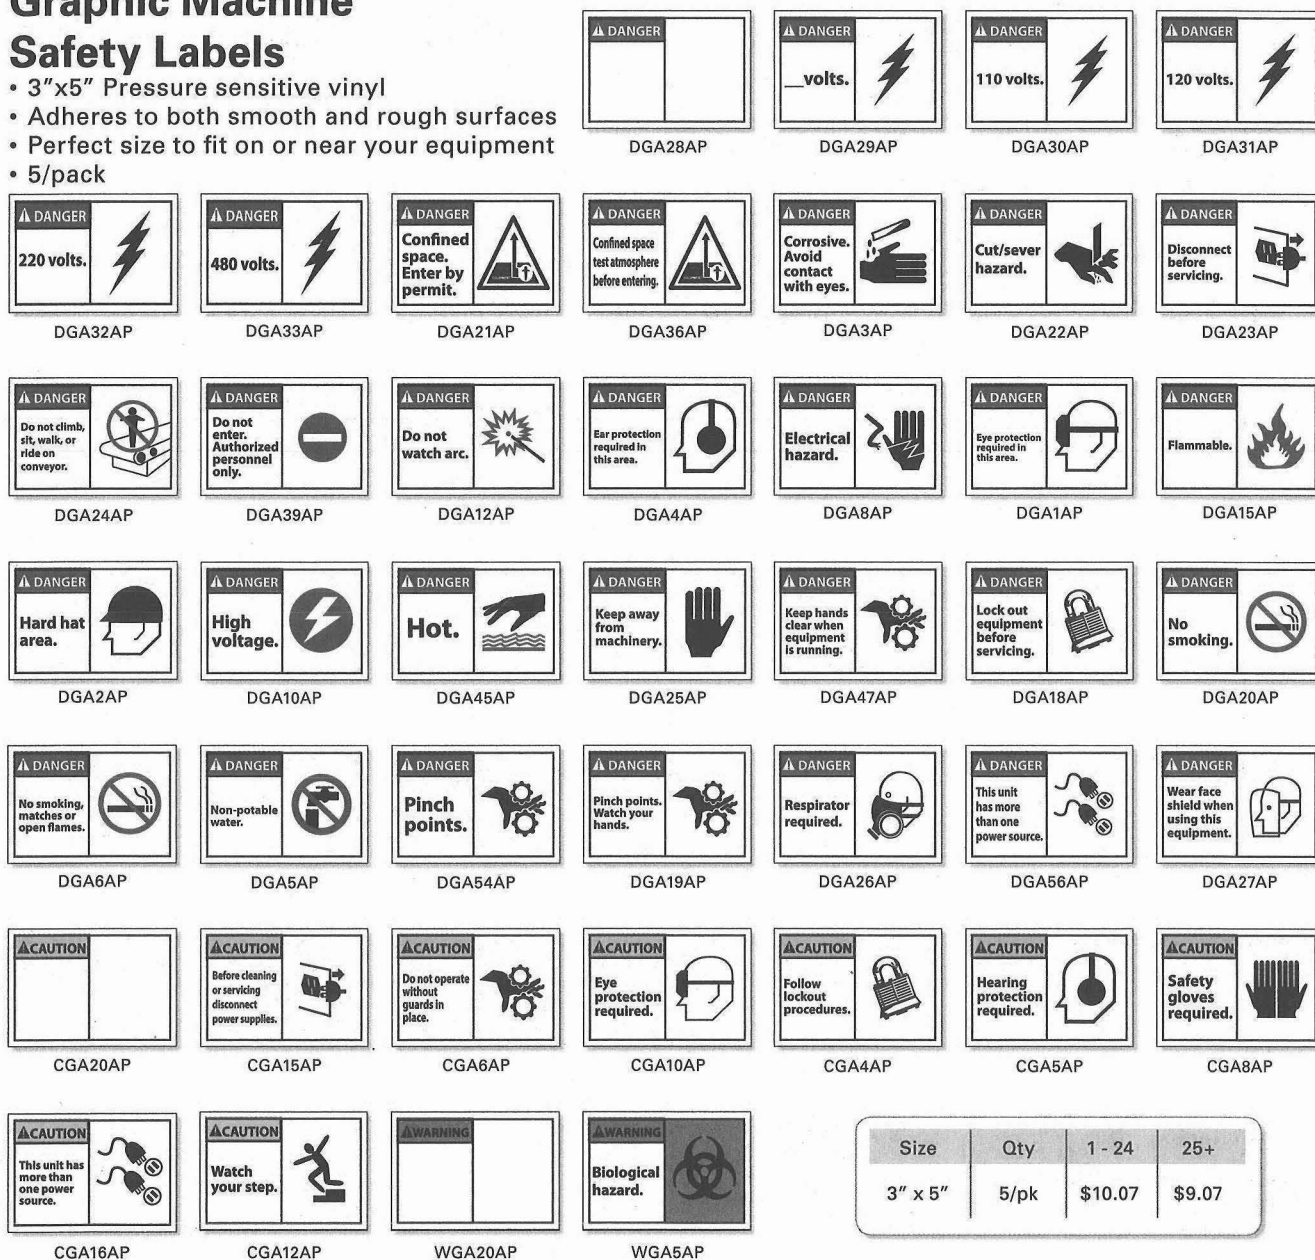 Graphic Machine
Safety Labels
• 3"x5" Pressure sensitive vinyl
• Adheres to both smooth and rough surfaces
• Perfect size to fit on or near your equipment
• 5/pack
DANGER
DGA28AP
DANGER
__volts.
DGA29AP
DANGER
110 volts.
DGA30AP
DANGER
120 volts.
DGA31AP
DANGER
220 volts.
DGA32AP
DANGER
480 volts.
DGA33AP
DANGER
Confined
space.
Enter by
permit.
DGA21AP
DANGER
Confined space
test atmosphere
before entering.
DGA36AP
DANGER
Corrosive.
Avoid
contact
with eyes.
DGA3AP
DANGER
Cut/sever
hazard.
DGA22AP
DANGER
Disconnect
before
servicing.
DGA23AP
DANGER
Do not climb,
sit, walk, or
ride on
conveyor.
DGA24AP
DANGER
Do not
enter.
Authorized
personnel
only.
DGA39AP
DANGER
Do not
watch arc.
DGA12AP
DANGER
Ear protection
required in
this area.
DGA4AP
DANGER
Electrical
hazard.
DGA8AP
DANGER
Eye protection
required in
this area.
DGA1AP
DANGER
Flammable.
DGA15AP
DANGER
Hard hat
area.
DGA2AP
DANGER
High
voltage.
DGA10AP
DANGER
Hot.
DGA45AP
DANGER
Keep away
from
machinery.
DGA25AP
DANGER
Keep hands
clear when
equipment
is running.
DGA47AP
DANGER
Lock out
equipment
before
servicing.
DGA18AP
DANGER
No
smoking.
DGA20AP
DANGER
No smoking,
matches or
open flames.
DGA6AP
DANGER
Non-potable
water.
DGA5AP
DANGER
Pinch
points.
DGA54AP
DANGER
Pinch points.
Watch your
hands.
DGA19AP
DANGER
Respirator
required.
DGA26AP
DANGER
This unit
has more
than one
power source.
DGA56AP
DANGER
Wear face
shield when
using this
equipment.
DGA27AP
CAUTION
CGA20AP
CAUTION
Before cleaning
or servicing
disconnect
power supplies.
CGA15AP
CAUTION
Do not operate
without
guards in
place.
CGA6AP
CAUTION
Eye
protection
required.
CGA10AP
CAUTION
Follow
lockout
procedures.
CGA4AP
CAUTION
Hearing
protection
required.
CGA5AP
CAUTION
Safety
gloves
required.
CGA8AP
CAUTION
This unit has
more than
one power
source.
CGA16AP
CAUTION
Watch
your step.
CGA12AP
WARNING
WGA20AP
WARNING
Biological
hazard.
WGA5AP
Size Qty 1 - 24 25+
3" x 5" 5/pk $10.07 $9.07